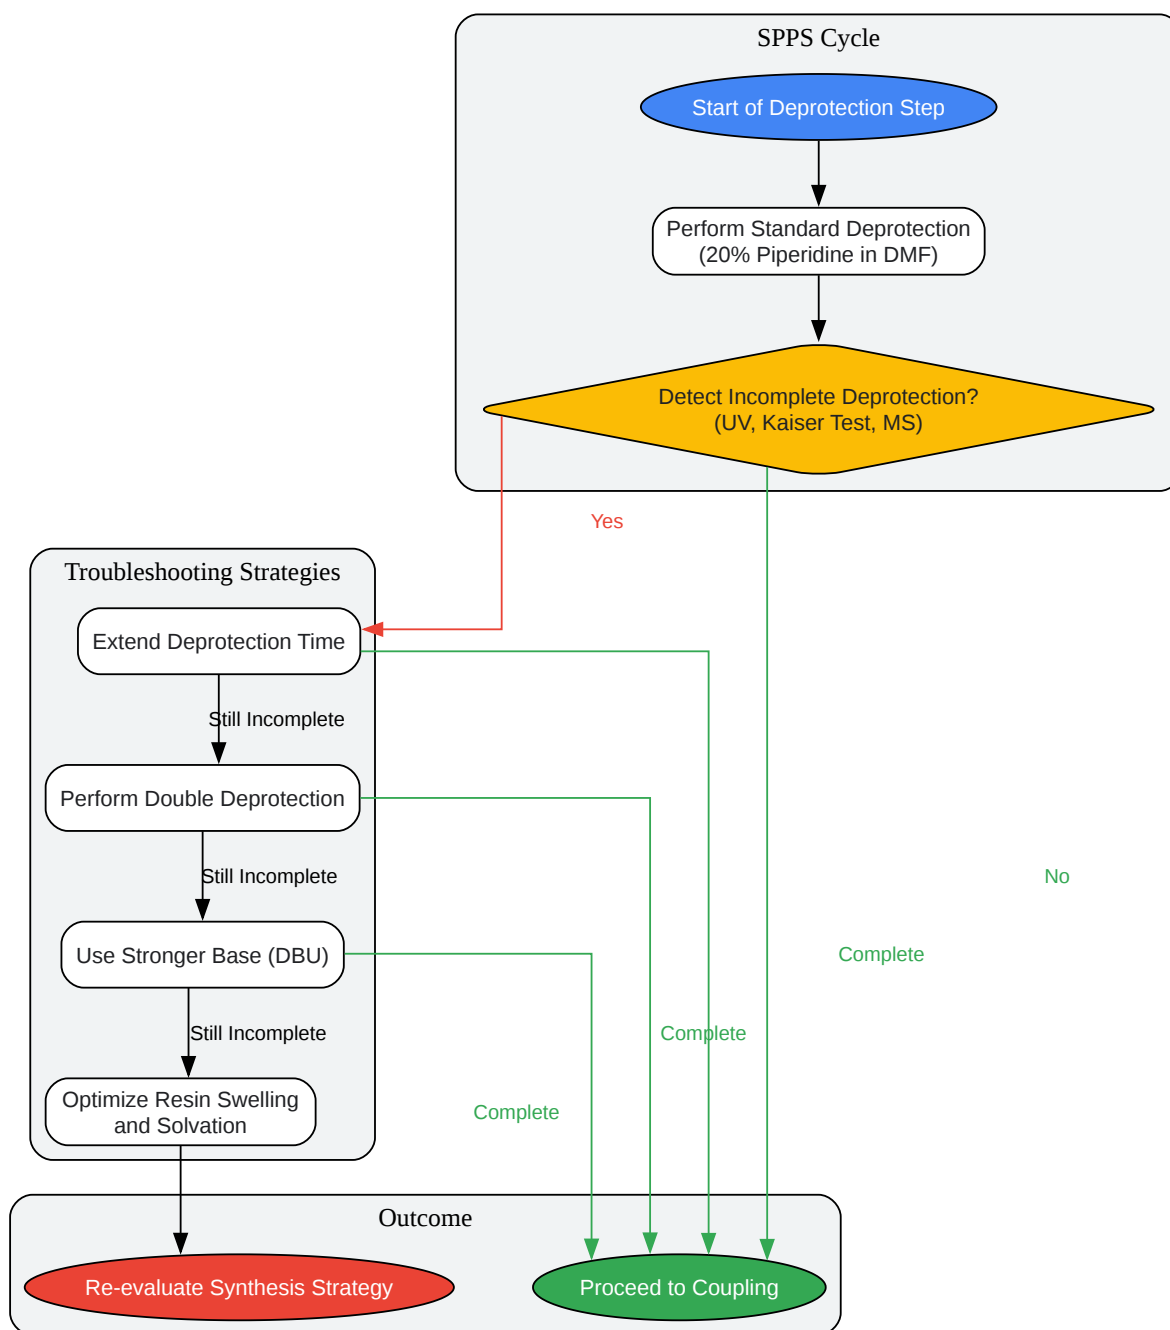 SPPS Cycle
Start of Deprotection Step
Perform Standard Deprotection
(20% Piperidine in DMF)
Detect Incomplete Deprotection?
(UV, Kaiser Test, MS)
Yes
No
Troubleshooting Strategies
Extend Deprotection Time
Still Incomplete
Perform Double Deprotection
Still Incomplete
Use Stronger Base (DBU)
Still Incomplete
Optimize Resin Swelling
and Solvation
Complete
Complete
Complete
Outcome
Re-evaluate Synthesis Strategy
Proceed to Coupling